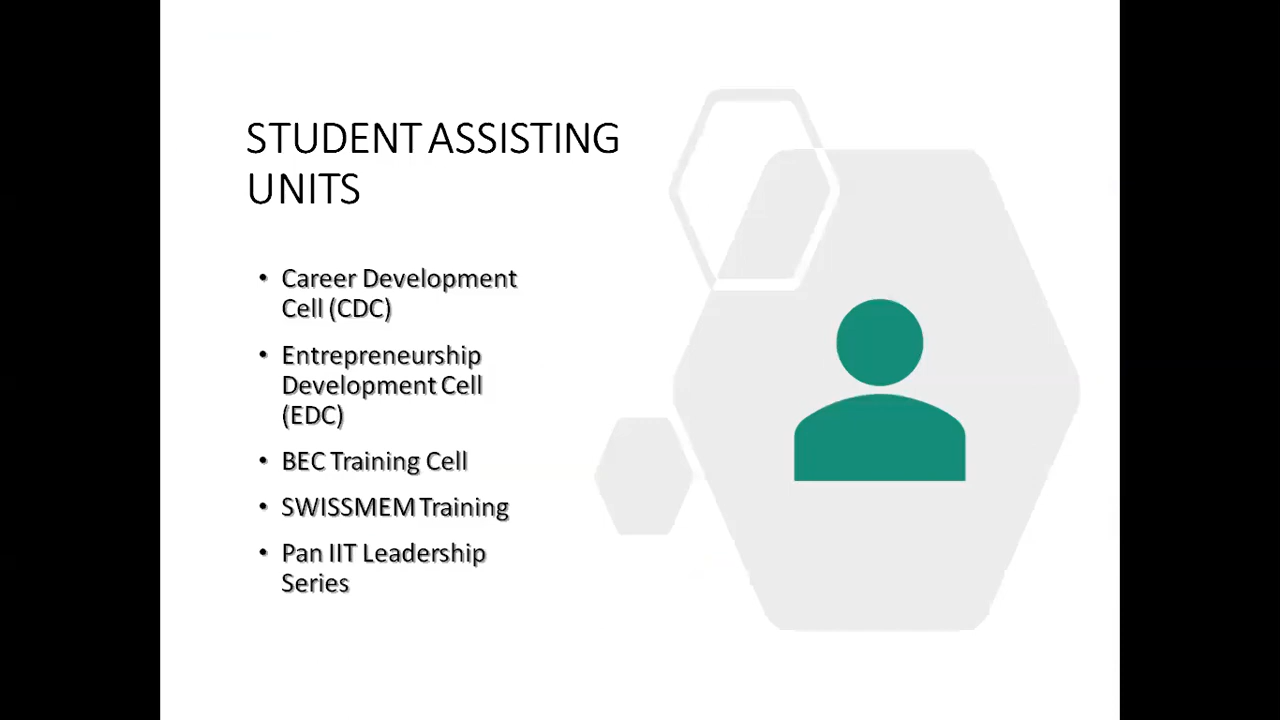 STUDENT ASSISTING
UNITS
• Career Development
Cell (CDC)
• Entrepreneurship
Development Cell
(EDC)
• BEC Training Cell
• SWISSMEM Training
• Pan IIT Leadership
Series